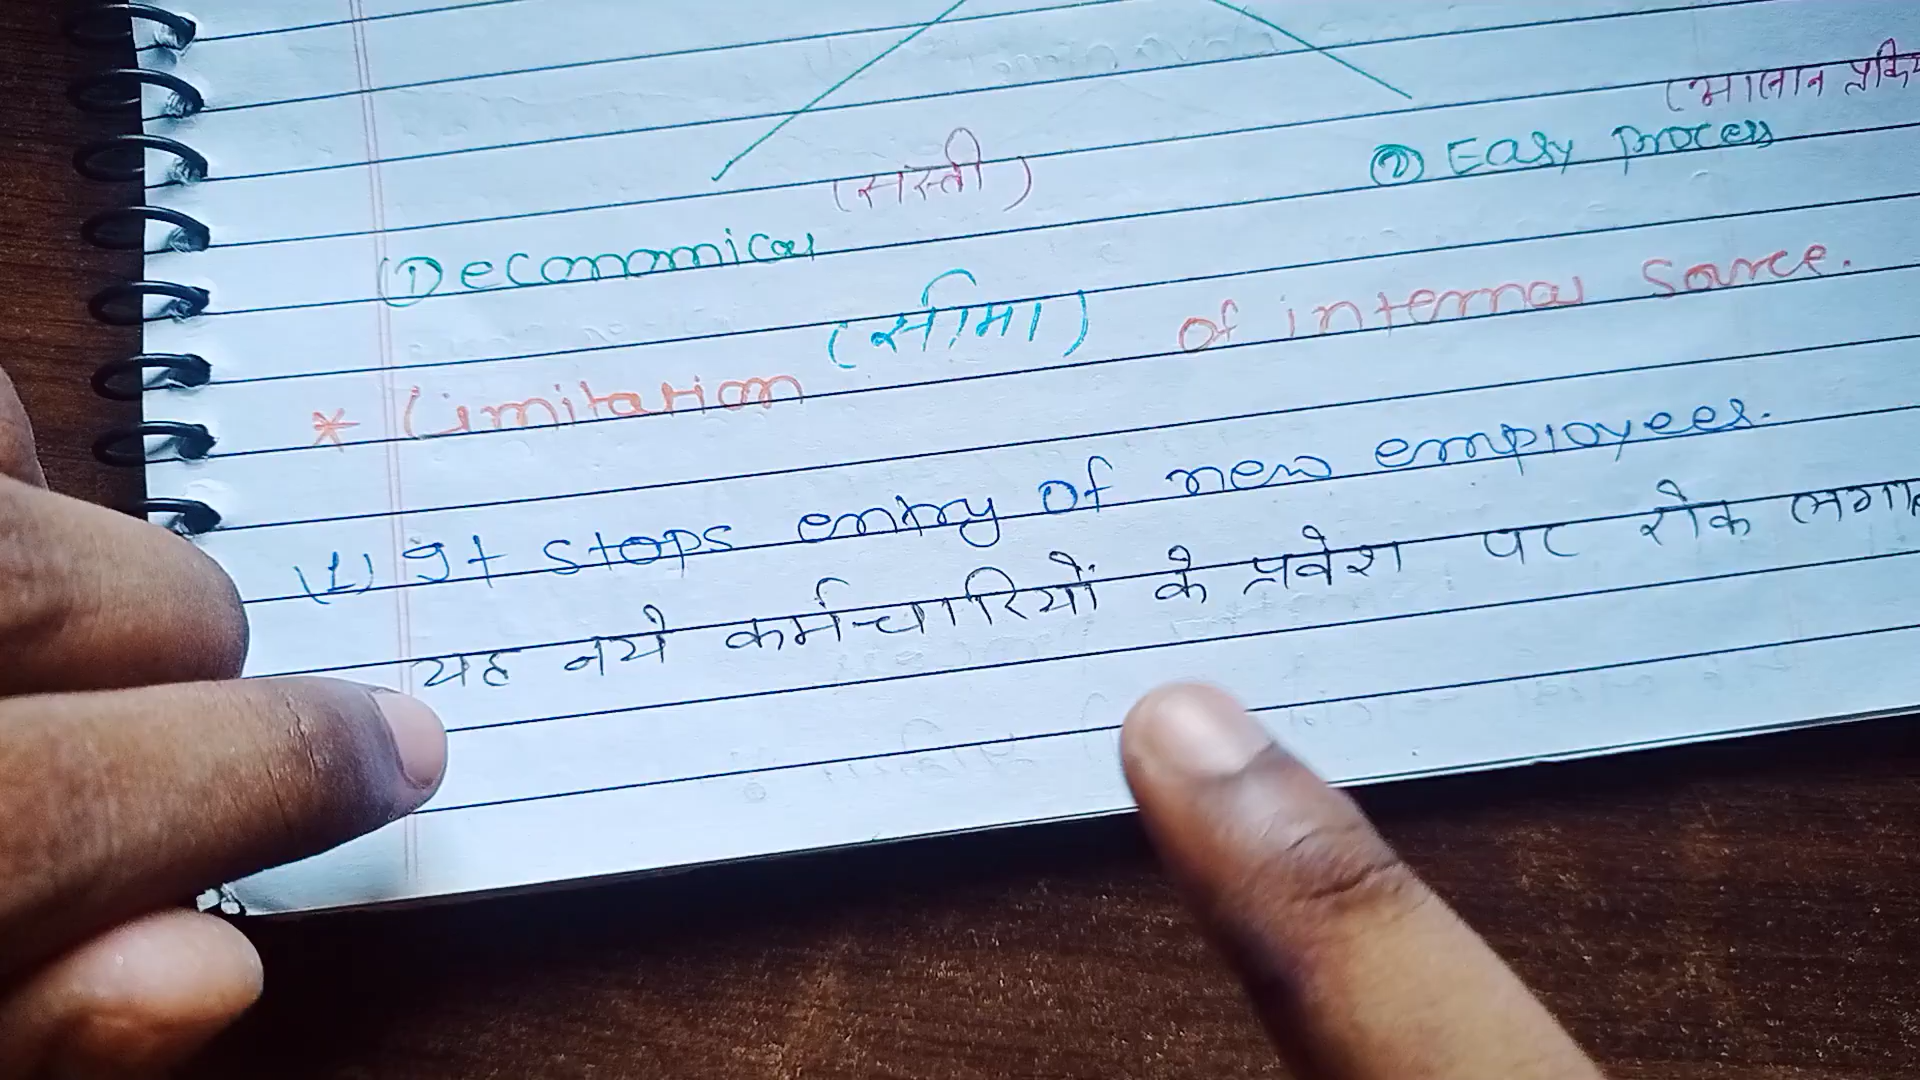 (आसान
(सस्ती)
② Easy process
① economical
* Limitation (सीमा) of internal source.
(1) It stops entry of new employees.
यह नये कर्मचारियों के प्रवेश पर रोक